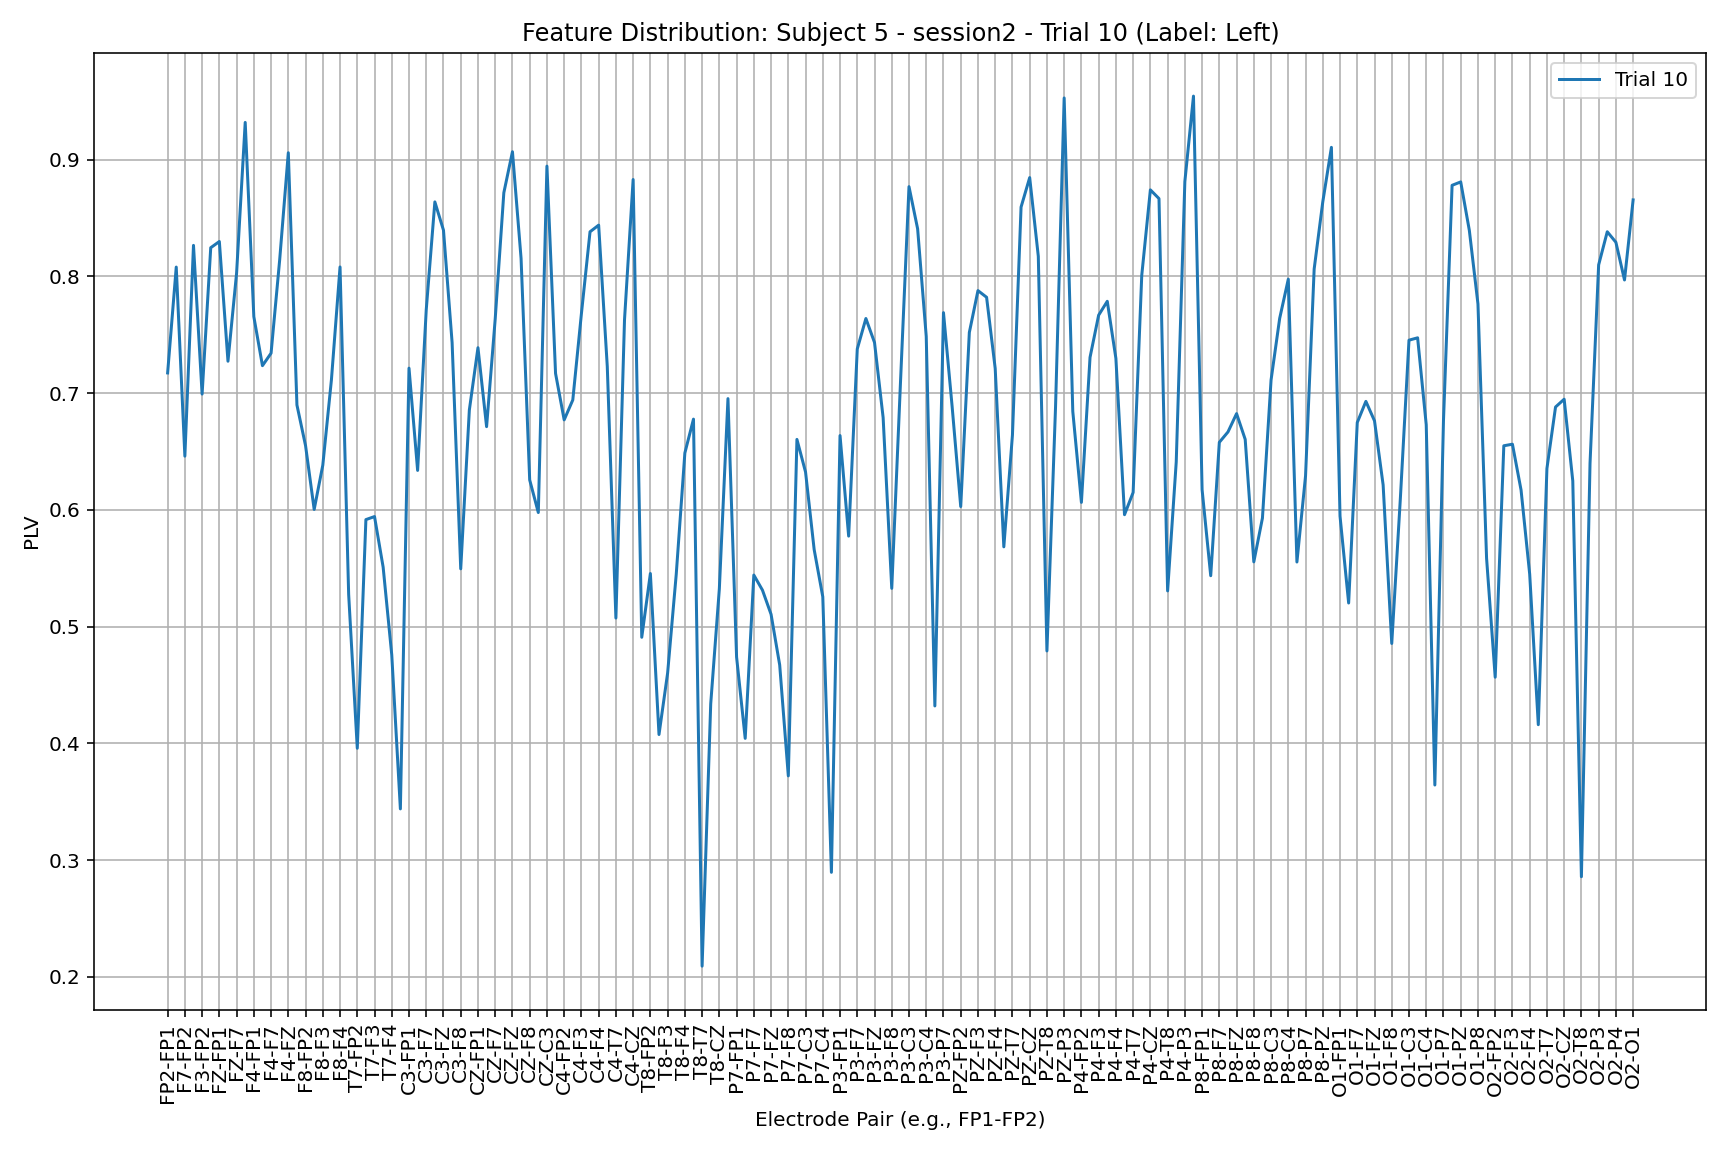 Feature Distribution: Subject 5 - session2 - Trial 10 (Label: Left)
Trial 10
PLV
0.9
0.8
0.7
0.6
0.5
0.4
0.3
0.2
FP2-FP1
F7-FP2
F3-FP2
FZ-FP1
FZ-F7
F4-FP1
F4-F7
F4-FZ
F8-FP2
F8-F3
F8-F4
T7-FP2
T7-F3
T7-F4
C3-FP1
C3-F7
C3-FZ
C3-F8
CZ-FP1
CZ-F7
CZ-FZ
CZ-F8
CZ-C3
C4-FP2
C4-F3
C4-F4
C4-T7
C4-CZ
T8-FP2
T8-F3
T8-F4
T8-T7
T8-CZ
P7-FP1
P7-F7
P7-FZ
P7-F8
P7-C3
P7-C4
P3-FP1
P3-F7
P3-FZ
P3-F8
P3-C3
P3-C4
P3-P7
PZ-FP2
PZ-F3
PZ-F4
PZ-T7
PZ-CZ
PZ-T8
PZ-P3
P4-FP2
P4-F3
P4-F4
P4-T7
P4-CZ
P4-T8
P4-P3
P8-FP1
P8-F7
P8-FZ
P8-F8
P8-C3
P8-C4
P8-P7
P8-PZ
O1-FP1
O1-F7
O1-FZ
O1-F8
O1-C3
O1-C4
O1-P7
O1-PZ
O1-P8
O2-FP2
O2-F3
O2-F4
O2-T7
O2-CZ
O2-T8
O2-P3
O2-P4
O2-O1
Electrode Pair (e.g., FP1-FP2)